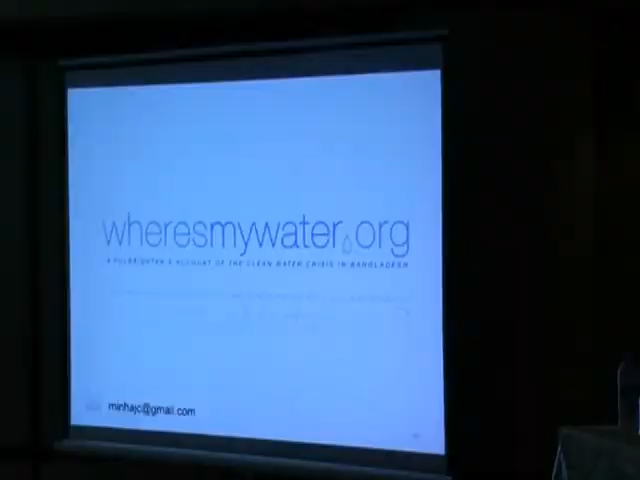 wheresmywater.org
A FULBRIGHTER'S ACCOUNT OF THE CLEAN WATER CRISIS IN BANGLADESH
minhajc@gmail.com